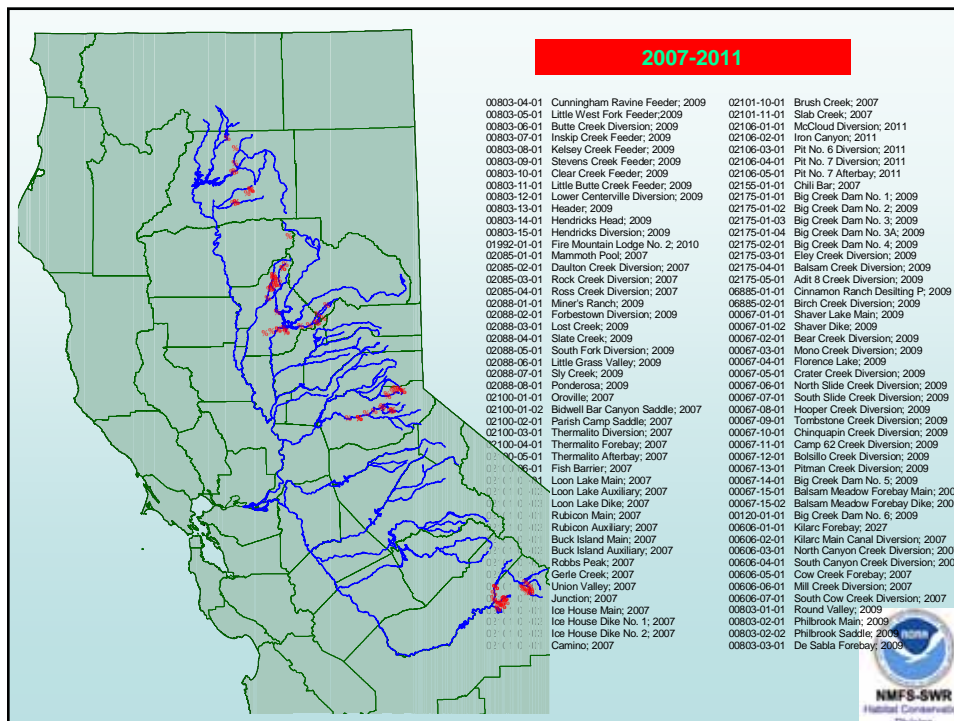 2007-2011
00803-04-01 Cunningham Ravine Feeder; 2009
00803-05-01 Little West Fork Feeder;2009
00803-06-01 Butte Creek Diversion; 2009
00803-07-01 Inskip Creek Feeder; 2009
00803-08-01 Kelsey Creek Feeder; 2009
00803-09-01 Stevens Creek Feeder; 2009
00803-10-01 Clear Creek Feeder; 2009
00803-11-01 Little Butte Creek Feeder; 2009
00803-12-01 Lower Centerville Diversion; 2009
00803-13-01 Header; 2009
00803-14-01 Hendricks Head; 2009
00803-15-01 Hendricks Diversion; 2009
01992-01-01 Fire Mountain Lodge No. 2; 2010
02085-01-01 Mammoth Pool; 2007
02085-02-01 Daulton Creek Diversion; 2007
02085-03-01 Rock Creek Diversion; 2007
02085-04-01 Ross Creek Diversion; 2007
02088-01-01 Miner's Ranch; 2009
02088-02-01 Forbestown Diversion; 2009
02088-03-01 Lost Creek; 2009
02088-04-01 Slate Creek; 2009
02088-05-01 South Fork Diversion; 2009
02088-06-01 Little Grass Valley; 2009
02088-07-01 Sly Creek; 2009
02088-08-01 Ponderosa; 2009
02100-01-01 Oroville; 2007
02100-01-02 Bidwell Bar Canyon Saddle; 2007
02100-02-01 Parish Camp Saddle; 2007
02100-03-01 Thermalito Diversion; 2007
02100-04-01 Thermalito Forebay; 2007
-05-01 Thermalito Afterbay; 2007
Fish Barrier; 2007
Loon Lake Main; 2007
Loon Lake Auxiliary; 2007
Loon Lake Dike; 2007
Rubicon Main; 2007
Rubicon Auxiliary; 2007
Buck Island Main; 2007
Buck Island Auxiliary; 2007
Robbs Peak; 2007
Gerle Creek; 2007
Union Valley; 2007
Junction; 2007
Ice House Main; 2007
Ice House Dike No. 1; 2007
Ice House Dike No. 2; 2007
Camino; 2007
02101-10-01 Brush Creek; 2007
02101-11-01 Slab Creek; 2007
02106-01-01 McCloud Diversion; 2011
02106-02-01 Iron Canyon; 2011
02106-03-01 Pit No. 6 Diversion; 2011
02106-04-01 Pit No. 7 Diversion; 2011
02106-05-01 Pit No. 7 Afterbay; 2011
02155-01-01 Chili Bar; 2007
02175-01-01 Big Creek Dam No. 1; 2009
02175-01-02 Big Creek Dam No. 2; 2009
02175-01-03 Big Creek Dam No. 3; 2009
02175-01-04 Big Creek Dam No. 3A; 2009
02175-02-01 Big Creek Dam No. 4; 2009
02175-03-01 Eley Creek Diversion; 2009
02175-04-01 Balsam Creek Diversion; 2009
02175-05-01 Adit 8 Creek Diversion; 2009
06885-01-01 Cinnamon Ranch Desilting P; 2009
06885-02-01 Birch Creek Diversion; 2009
00067-01-01 Shaver Lake Main; 2009
00067-01-02 Shaver Dike; 2009
00067-02-01 Bear Creek Diversion; 2009
00067-03-01 Mono Creek Diversion; 2009
00067-04-01 Florence Lake; 2009
00067-05-01 Crater Creek Diversion; 2009
00067-06-01 North Slide Creek Diversion; 2009
00067-07-01 South Slide Creek Diversion; 2009
00067-08-01 Hooper Creek Diversion; 2009
00067-09-01 Tombstone Creek Diversion; 2009
00067-10-01 Chinquapin Creek Diversion; 2009
00067-11-01 Camp 62 Creek Diversion; 2009
00067-12-01 Bolsillo Creek Diversion; 2009
00067-13-01 Pitman Creek Diversion; 2009
00067-14-01 Big Creek Dam No. 5; 2009
00067-15-01 Balsam Meadow Forebay Main; 200
00067-15-02 Balsam Meadow Forebay Dike; 200
00120-01-01 Big Creek Dam No. 6; 2009
00606-01-01 Kilarc Forebay; 2027
00606-02-01 Kilarc Main Canal Diversion; 2007
00606-03-01 North Canyon Creek Diversion; 200
00606-04-01 South Canyon Creek Diversion; 200
00606-05-01 Cow Creek Forebay; 2007
00606-06-01 Mill Creek Diversion; 2007
00606-07-01 South Cow Creek Diversion; 2007
00803-01-01 Round Valley; 2009
00803-02-01 Philbrook Main; 2009
00803-02-02 Philbrook Saddle; 2009
00803-03-01 De Sabla Forebay; 2009
NOAA
NMFS-SWR
Habitat Conservati